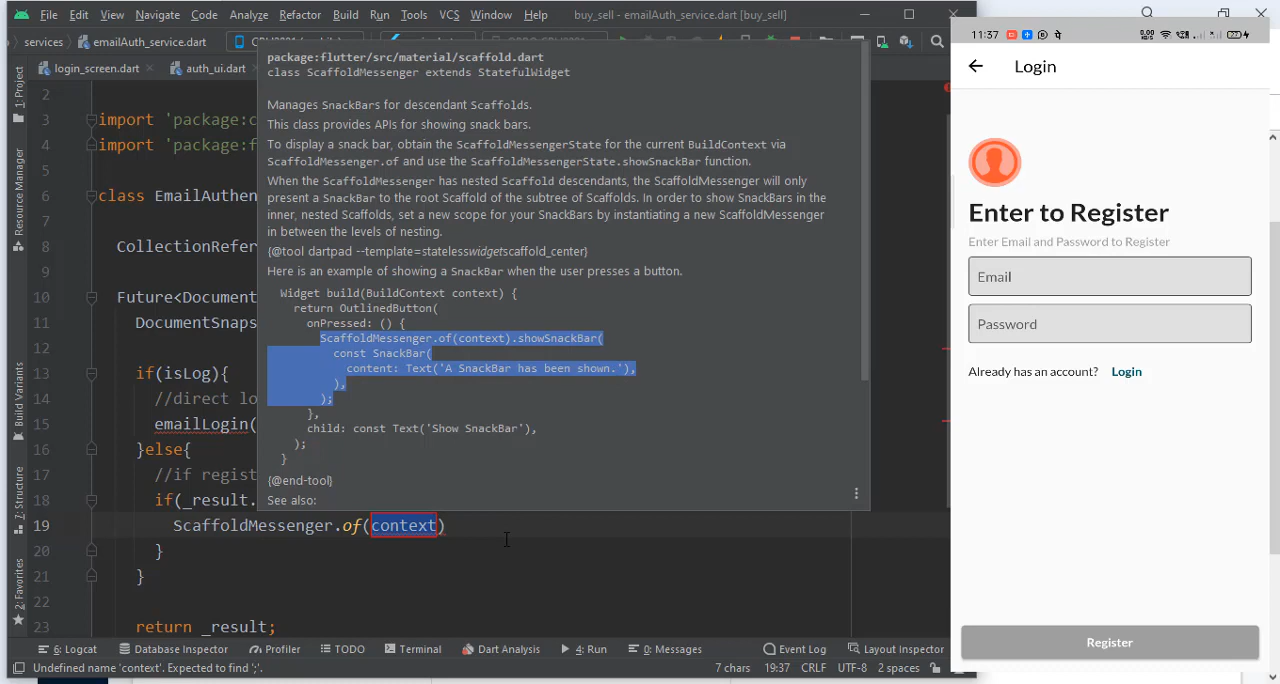 File Edit View Navigate Code Analyze Refactor Build Run Tools VCS Window Help buy_sell - emailAuth_service.dart [buy_sell]
services emailAuth_service.dart
login_screen.dart auth_ui.dart
1: Project
Resource Manager
Build Variants
7: Structure
2: Favorites
2
3 import 'package:c
4 import 'package:f
5
6 class EmailAuthen
7
8 CollectionRefer
9
10 Future<Document
11 DocumentSnaps
12
13 if(isLog){
14 //direct lo
15 emailLogin(
16 }else{
17 //if regist
18 if(_result.
19 ScaffoldMessenger.of(context)
20 }
21 }
22
23 return _result;
package:flutter/src/material/scaffold.dart
class ScaffoldMessenger extends StatefulWidget
Manages SnackBars for descendant Scaffolds.
This class provides APIs for showing snack bars.
To display a snack bar, obtain the ScaffoldMessengerState for the current BuildContext via
ScaffoldMessenger.of and use the ScaffoldMessengerState.showSnackBar function.
When the ScaffoldMessenger has nested Scaffold descendants, the ScaffoldMessenger will only
present a SnackBar to the root Scaffold of the subtree of Scaffolds. In order to show SnackBars in the
inner, nested Scaffolds, set a new scope for your SnackBars by instantiating a new ScaffoldMessenger
in between the levels of nesting.
{@tool dartpad --template=statelesswidgetscaffold_center}
Here is an example of showing a SnackBar when the user presses a button.
Widget build(BuildContext context) {
return OutlinedButton(
onPressed: () {
ScaffoldMessenger.of(context).showSnackBar(
const SnackBar(
content: Text('A SnackBar has been shown.'),
),
);
},
child: const Text('Show SnackBar'),
);
}
{@end-tool}
See also:
6: Logcat Database Inspector Profiler TODO Terminal Dart Analysis 4: Run 0: Messages Event Log Layout Inspector
Undefined name 'context'. Expected to find ';'. 7 chars 19:37 CRLF UTF-8 2 spaces
11:37
Login
Enter to Register
Enter Email and Password to Register
Email
Password
Already has an account? Login
Register